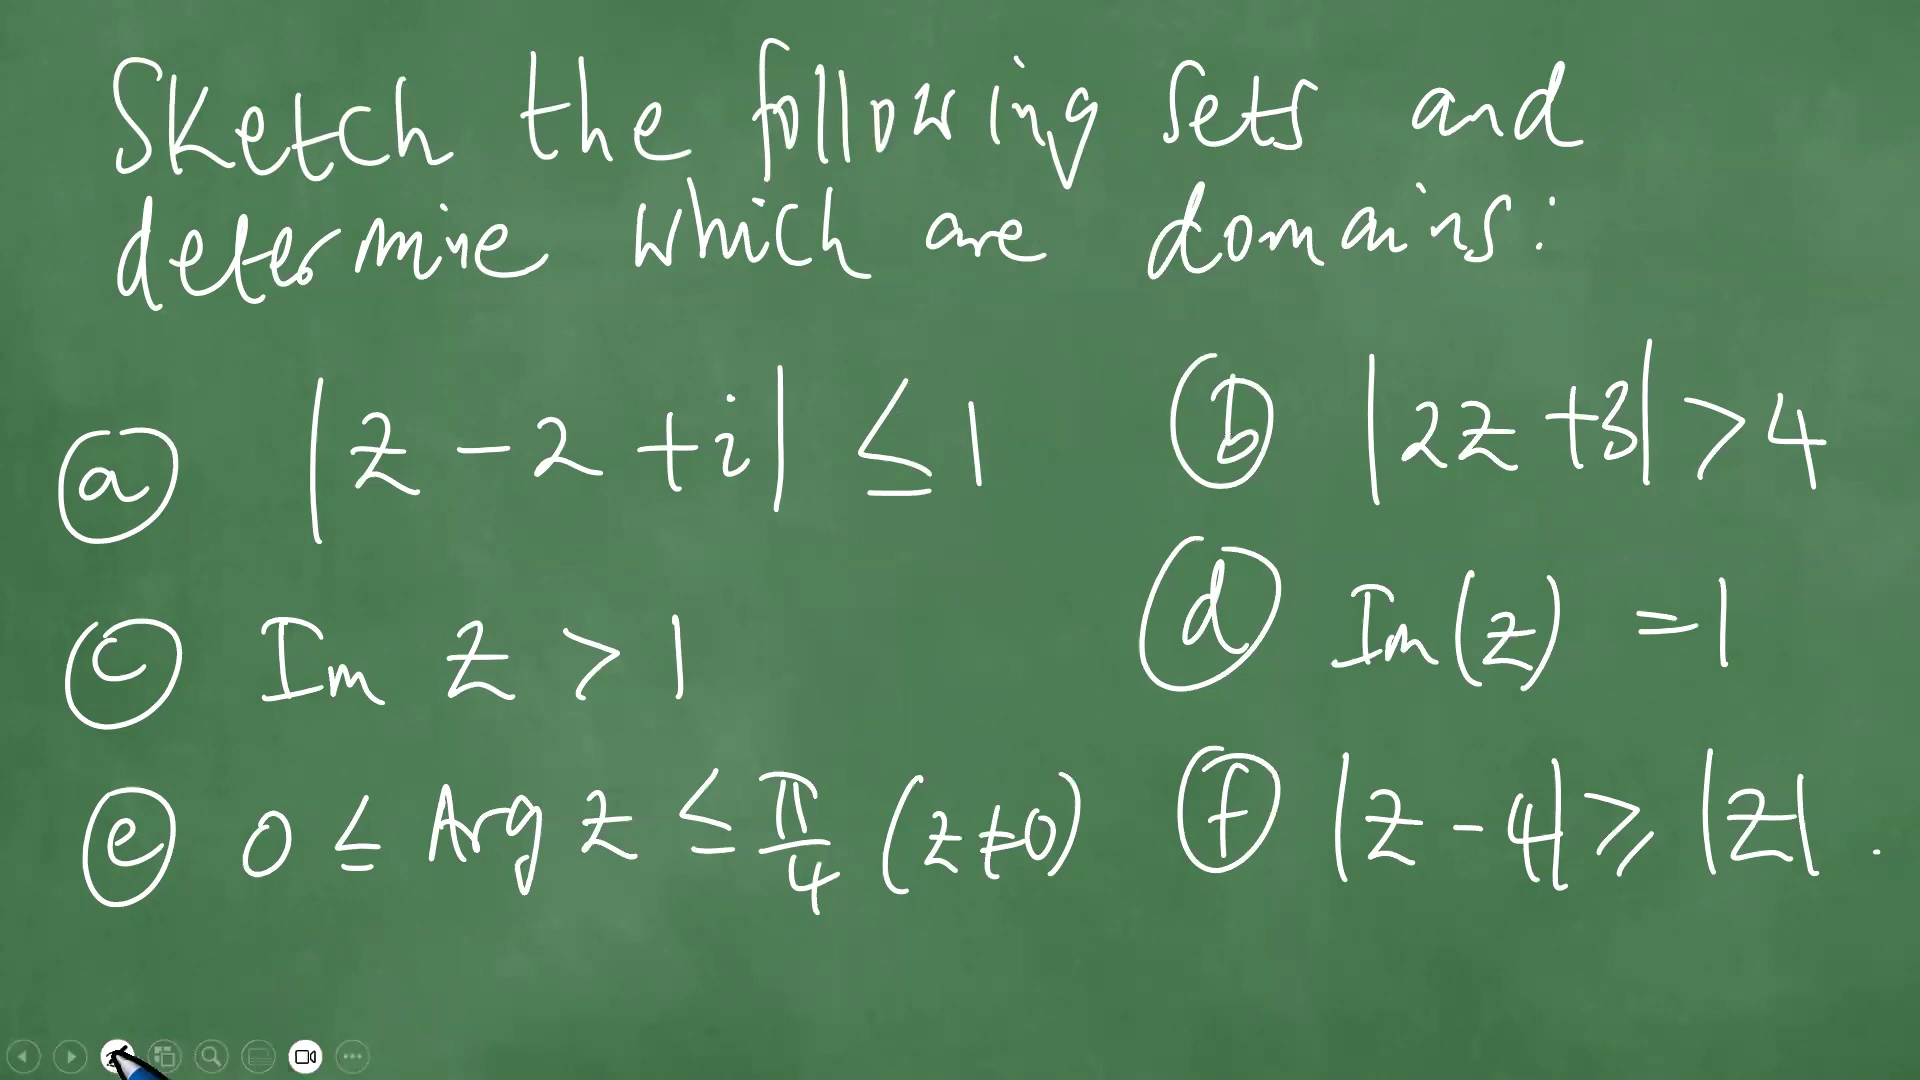 Sketch the following sets and
determine which are domains:
(a) |z - 2 + i| ≤ 1
(b) |2z + 3| > 4
(c) Im z > 1
(d) Im(z) = 1
(e) 0 ≤ Arg z ≤ π/4 (z ≠ 0)
(f) |z - 4| ≥ |z| .